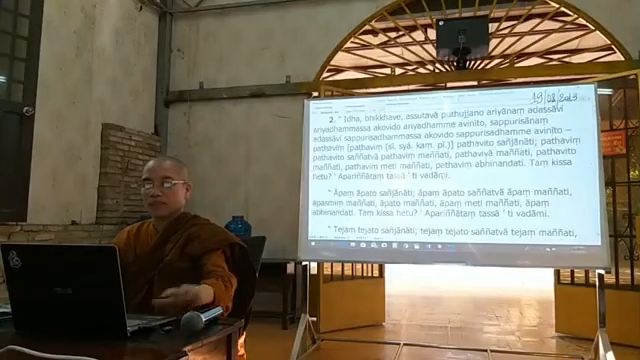 19/08/2019
2. " Idha, bhikkhave, assutavā puthujjano ariyānaṃ adassāvī
ariyadhammassa akovido ariyadhamme avinīto, sappurisānaṃ
adassāvī sappurisadhammassa akovido sappurisadhamme avinīto –
pathaviṃ [pathaviṃ (sī. syā. kaṃ. pī.)] pathavito sañjānāti; pathaviṃ
pathavito saññatvā pathaviṃ maññati, pathaviyā maññati, pathavito
maññati, pathaviṃ meti maññati, pathaviṃ abhinandati. Taṃ kissa
hetu? ' Apariññātaṃ tassā ' ti vadāmi.
" Āpaṃ āpato sañjānāti; āpaṃ āpato saññatvā āpaṃ maññati,
āpasmiṃ maññati, āpato maññati, āpaṃ meti maññati, āpaṃ
abhinandati. Taṃ kissa hetu? ' Apariññātaṃ tassā ' ti vadāmi.
" Tejaṃ tejato sañjānāti; tejaṃ tejato saññatvā tejaṃ maññati,
ASUS